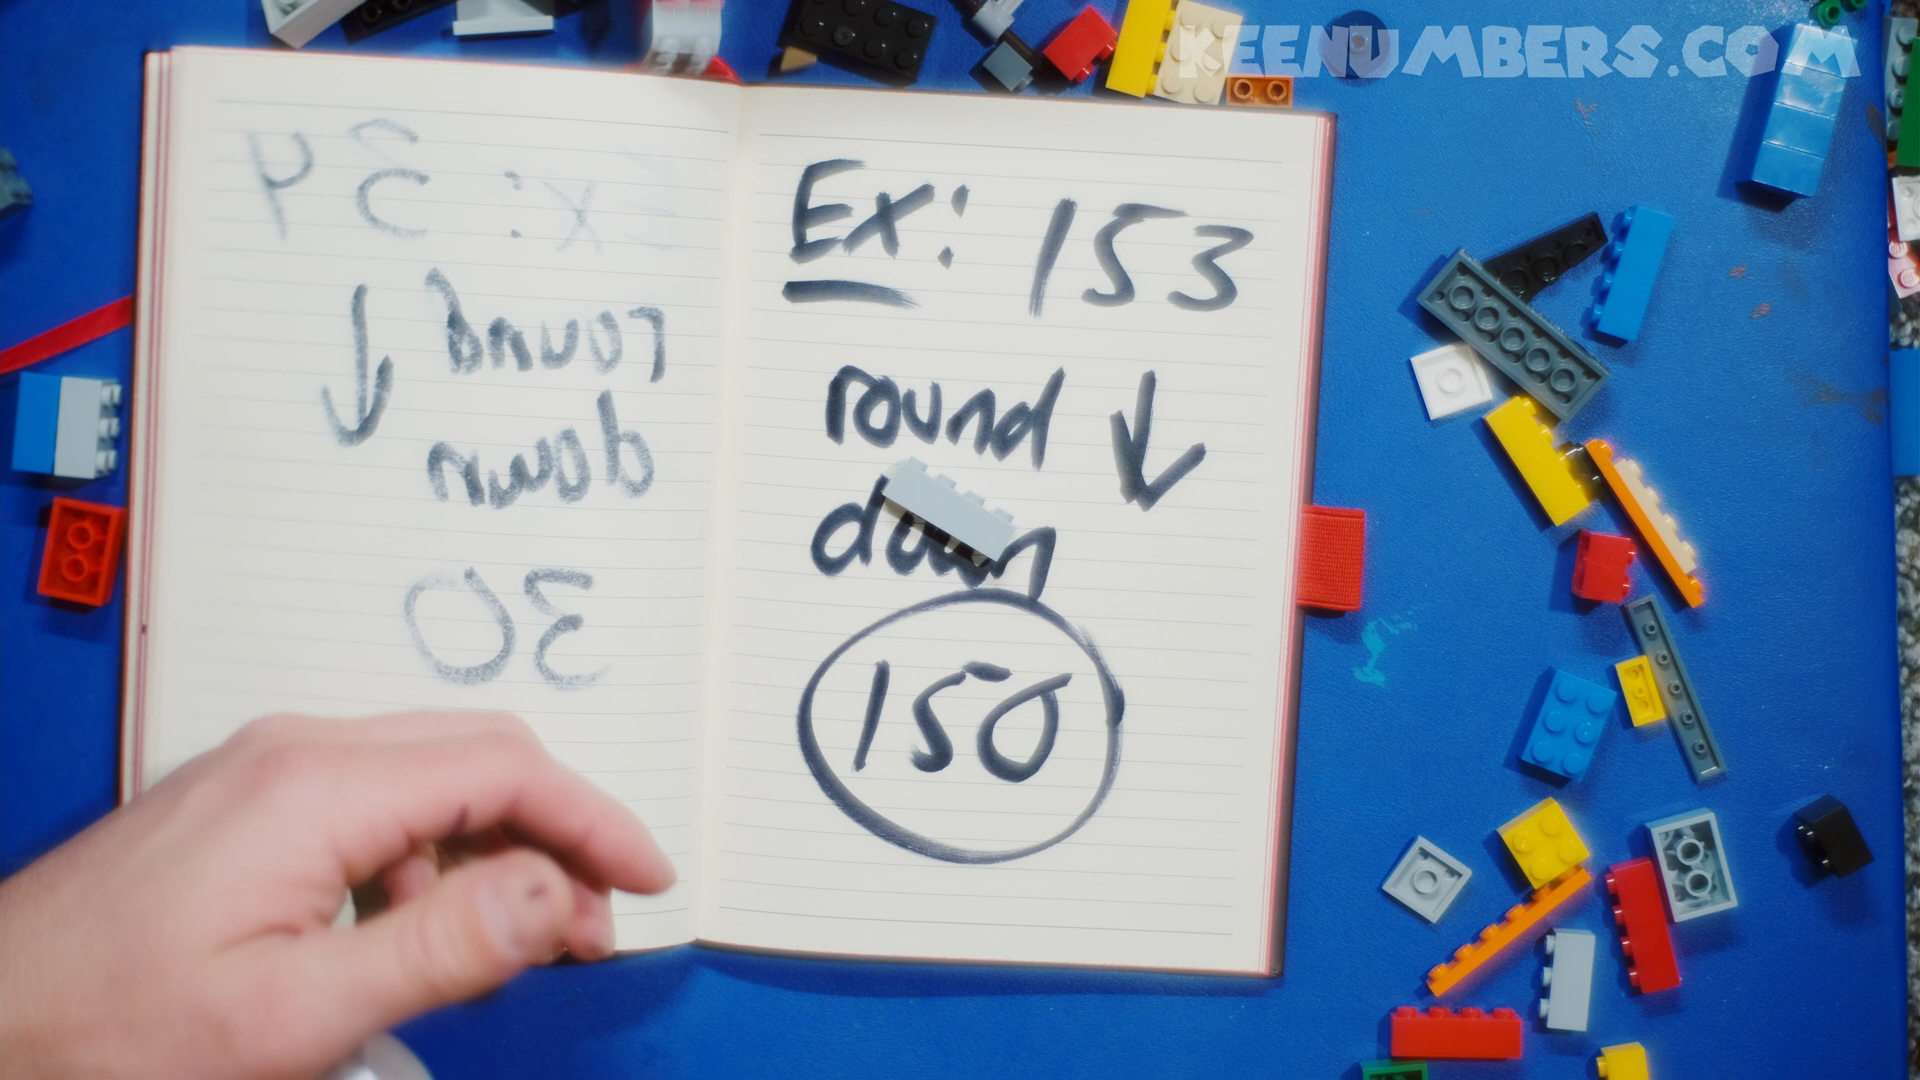 KEENUMBERS.COM
Ex: 34
round
down
30
Ex: 153
round
down
150